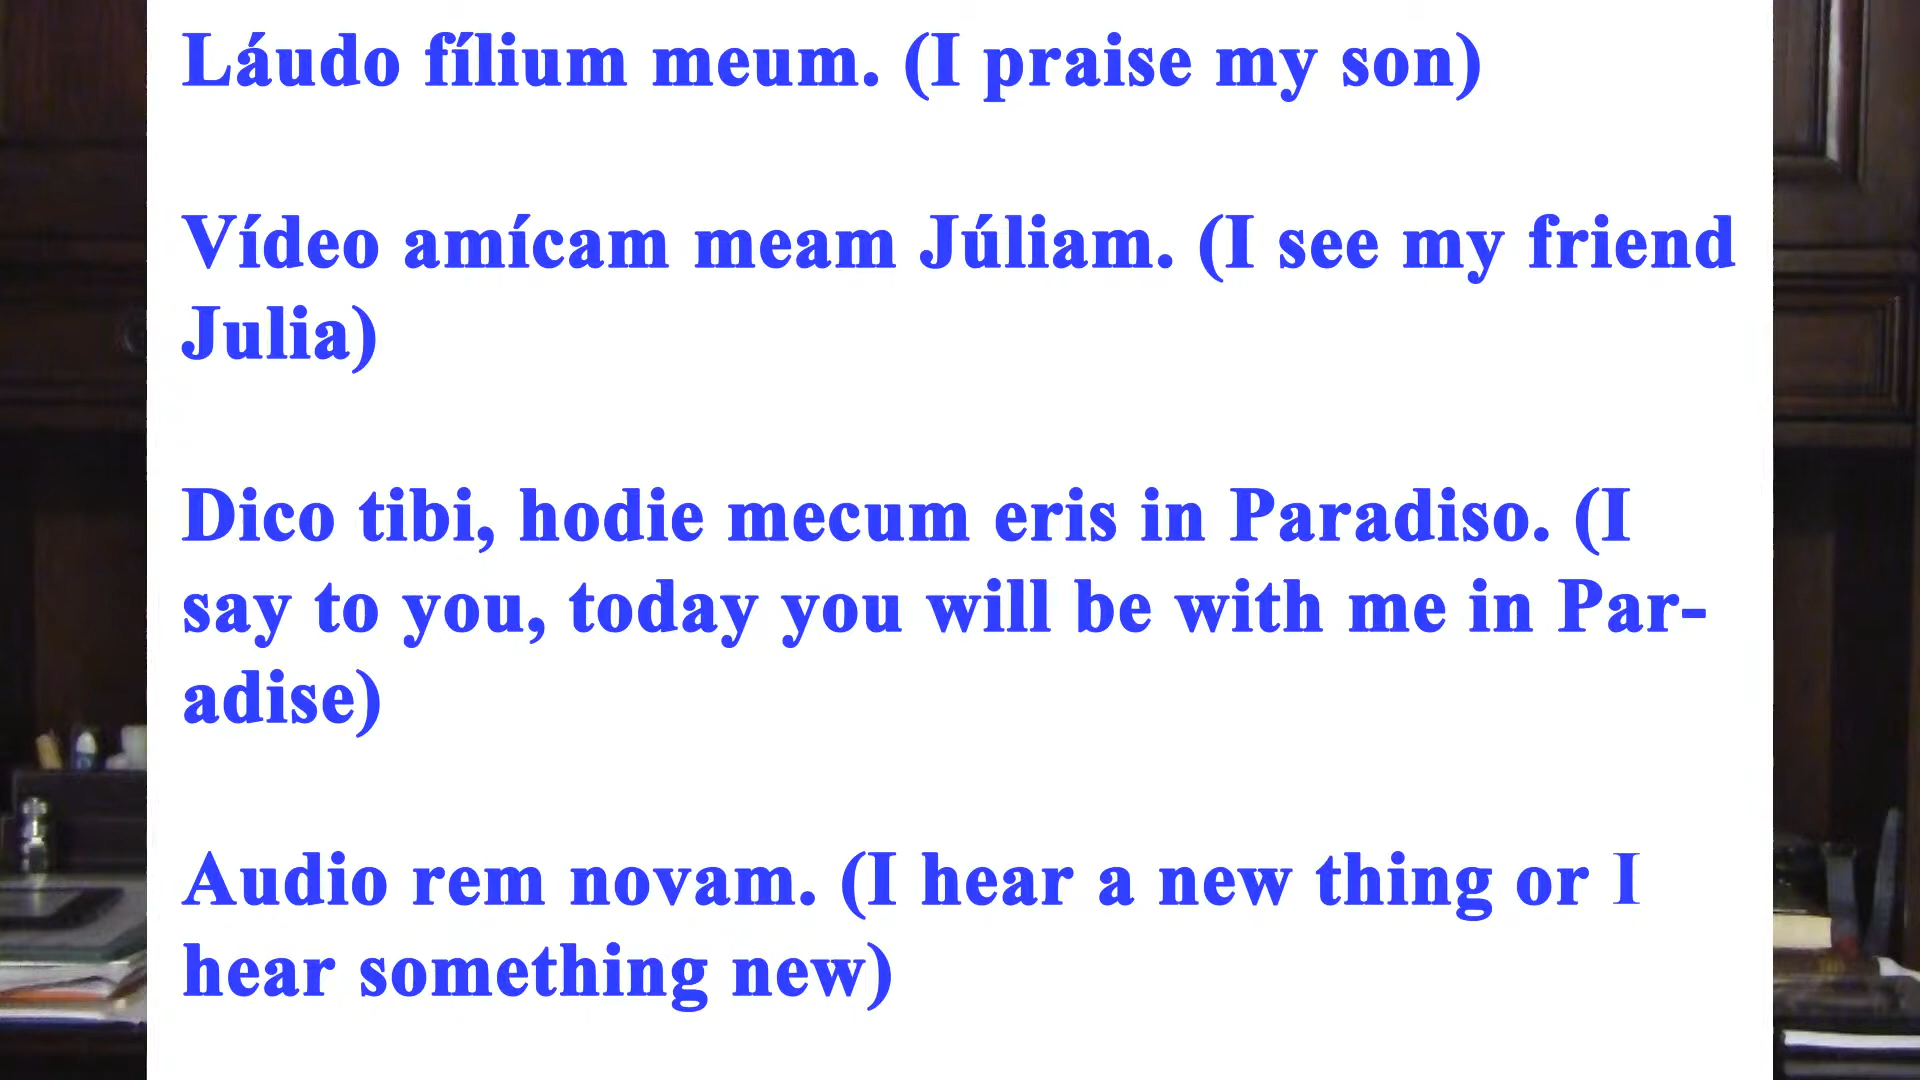 Láudo fílium meum. (I praise my son)
Vídeo amícam meam Júliam. (I see my friend
Julia)
Dico tibi, hodie mecum eris in Paradiso. (I
say to you, today you will be with me in Par-
adise)
Audio rem novam. (I hear a new thing or I
hear something new)